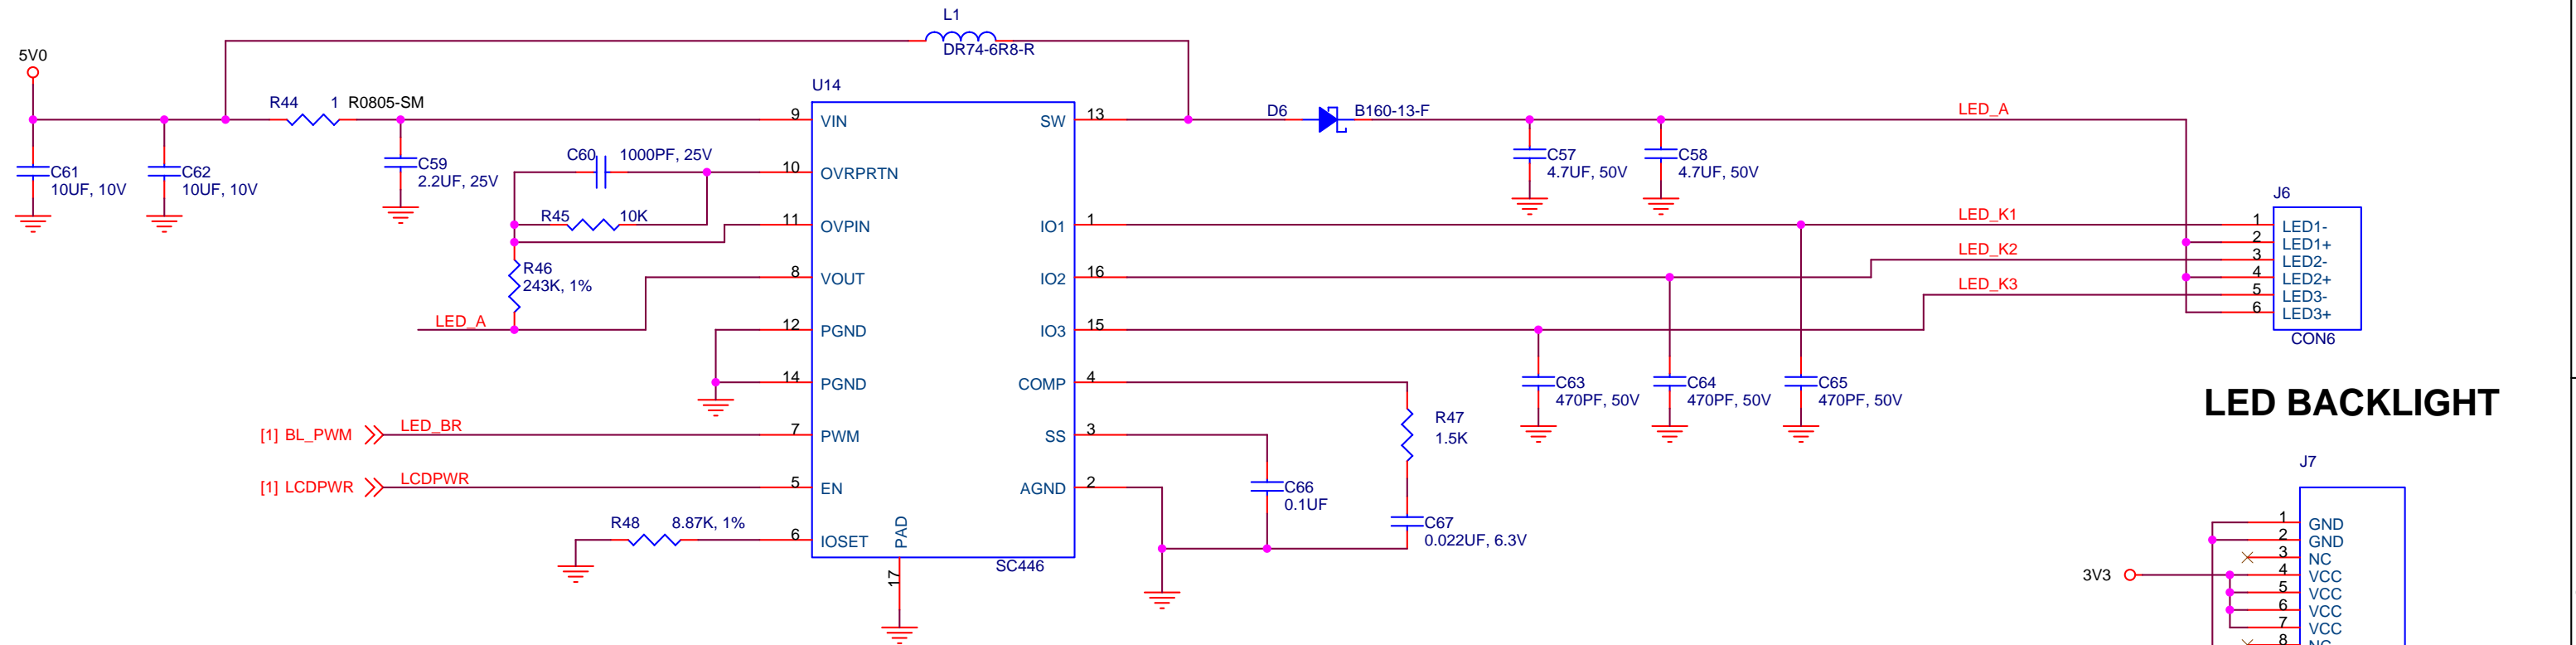 L1
DR74-6R8-R
5V0
U14
R44 1 R0805-SM
9 VIN
SW 13
D6 B160-13-F
LED_A
C61
10UF, 10V
C62
10UF, 10V
C59
2.2UF, 25V
C60 1000PF, 25V
10 OVRPRTN
C57
4.7UF, 50V
C58
4.7UF, 50V
R45 10K
11 OVPIN
IO1 1
LED_K1
R46
243K, 1%
8 VOUT
IO2 16
LED_K2
LED_A
12 PGND
IO3 15
LED_K3
J6
1 LED1-
2 LED1+
3 LED2-
4 LED2+
5 LED3-
6 LED3+
CON6
14 PGND
COMP 4
C63
470PF, 50V
C64
470PF, 50V
C65
470PF, 50V
LED BACKLIGHT
[1] BL_PWM LED_BR
7 PWM
SS 3
R47
1.5K
[1] LCDPWR LCDPWR
5 EN
AGND 2
C66
0.1UF
R48 8.87K, 1%
6 IOSET
PAD
17
SC446
C67
0.022UF, 6.3V
J7
1 GND
2 GND
3 NC
3V3
4 VCC
5 VCC
6 VCC
7 VCC
8 NC